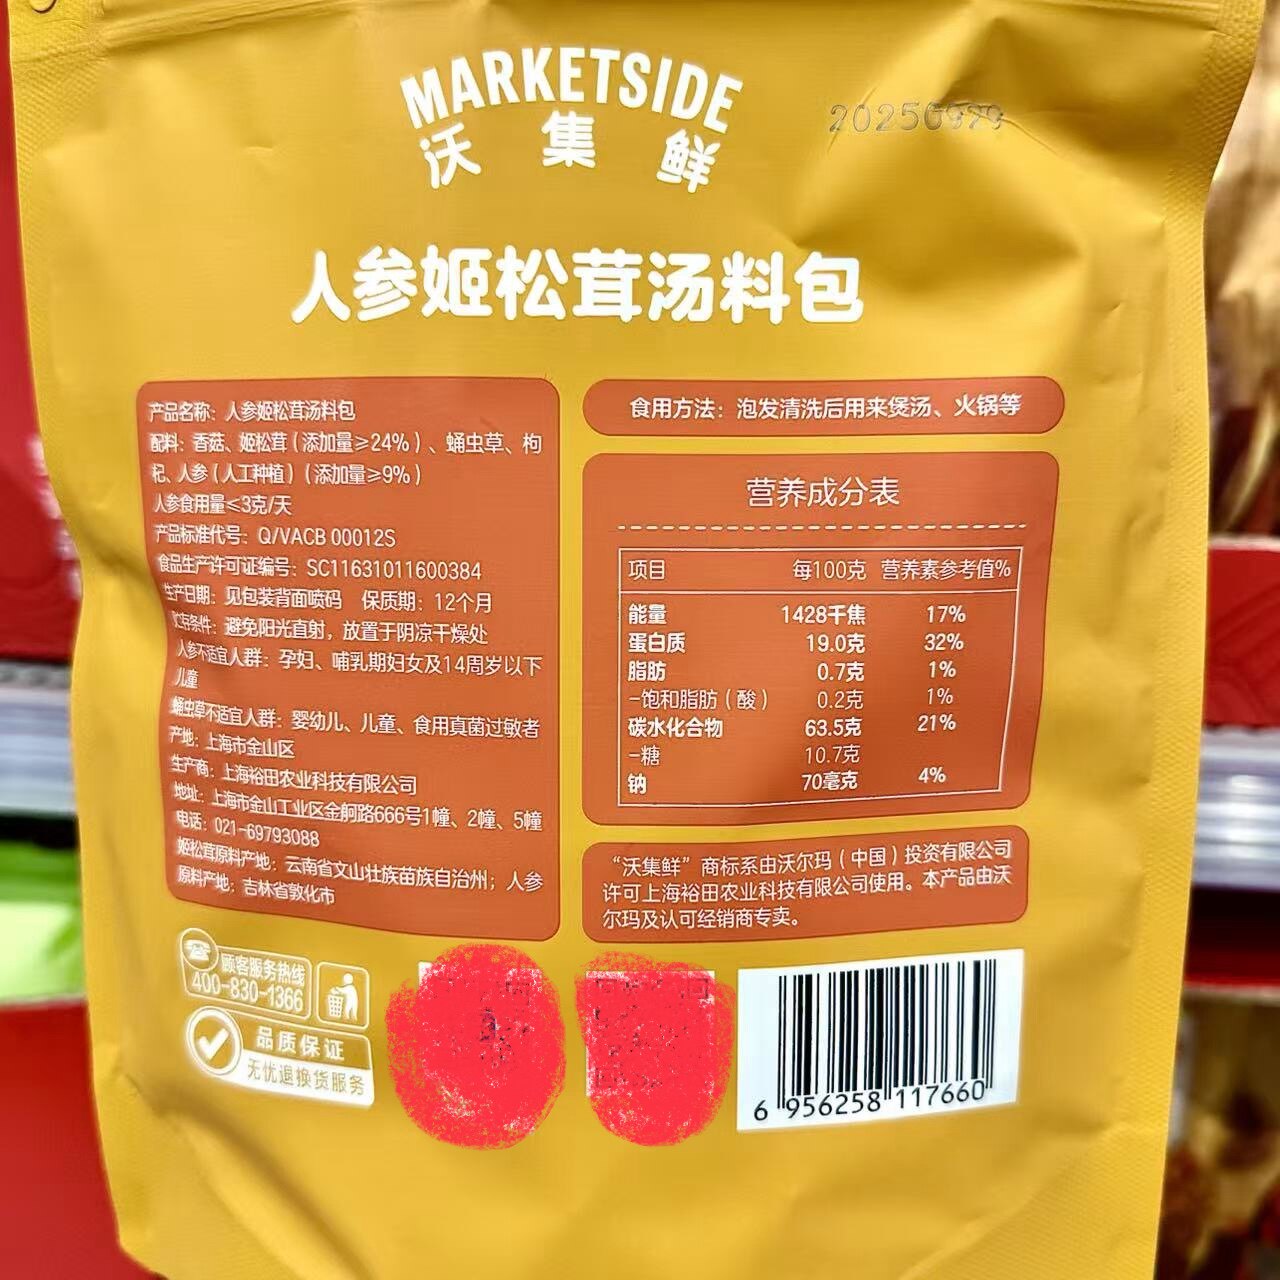 MARKETSIDE
沃集鲜
20250929
人参姬松茸汤料包
产品名称：人参姬松茸汤料包
配料：香菇、姬松茸（添加量≥24%）、蛹虫草、枸
杞、人参（人工种植）（添加量≥9%）
人参食用量≤3克/天
产品标准代号：Q/VACB 00012S
食品生产许可证编号：SC11631011600384
生产日期：见包装背面喷码 保质期：12个月
贮存条件：避免阳光直射，放置于阴凉干燥处
人参不适宜人群：孕妇、哺乳期妇女及14周岁以下
儿童
蛹虫草不适宜人群：婴幼儿、儿童、食用真菌过敏者
产地：上海市金山区
生产商：上海裕田农业科技有限公司
地址：上海市金山工业区金舸路666号1幢、2幢、5幢
电话：021-69793088
姬松茸原料产地：云南省文山壮族苗族自治州；人参
原料产地：吉林省敦化市
食用方法：泡发清洗后用来煲汤、火锅等
营养成分表
项目 每100克 营养素参考值%
能量 1428千焦 17%
蛋白质 19.0克 32%
脂肪 0.7克 1%
-饱和脂肪（酸） 0.2克 1%
碳水化合物 63.5克 21%
-糖 10.7克
钠 70毫克 4%
“沃集鲜”商标系由沃尔玛（中国）投资有限公司
许可上海裕田农业科技有限公司使用。本产品由沃
尔玛及认可经销商专卖。
顾客服务热线
400-830-1366
品质保证
无忧退换货服务
6 956258 117660